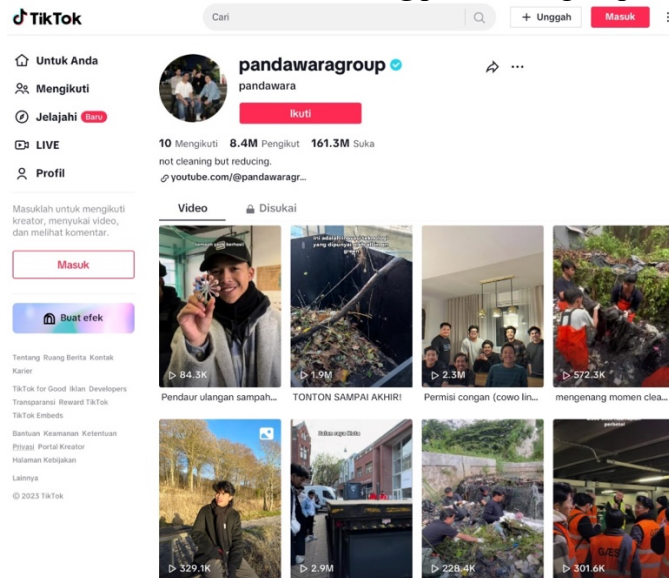 TikTok
Cari
+ Unggah
Masuk
Untuk Anda
Mengikuti
Jelajahi Baru
LIVE
Profil
Masuklah untuk mengikuti
kreator, menyukai video,
dan melihat komentar.
Masuk
Buat efek
Tentang Ruang Berita Kontak
Karier
TikTok for Good Iklan Developers
Transparansi Reward TikTok
TikTok Embeds
Bantuan Keamanan Ketentuan
Privasi Portal Kreator
Halaman Kebijakan
Lainnya
© 2023 TikTok
pandawaragroup
pandawara
Ikuti
10 Mengikuti 8.4M Pengikut 161.3M Suka
not cleaning but reducing.
youtube.com/@pandawaragr...
Video Disukai
84.3K
Pendaur ulangan sampah...
ini adalah
yang dipunya
1.9M
TONTON SAMPAI AKHIR!
2.3M
Permisi congan (cowo lin...
572.3K
mengenang momen clea...
329.1K
2.9M
228.4K
301.6K